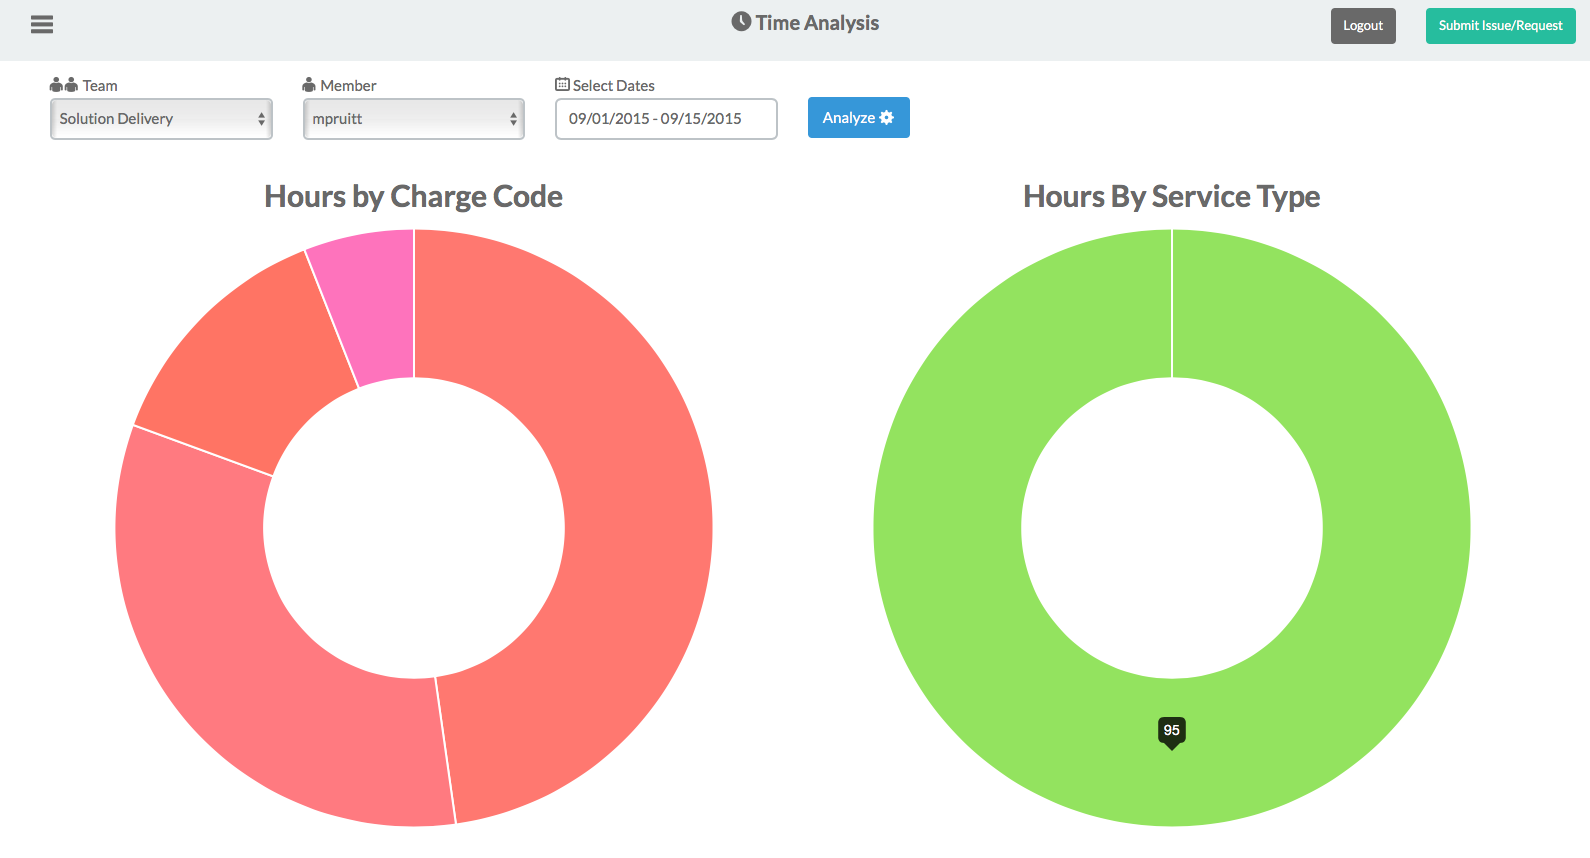 Time Analysis
Logout
Submit Issue/Request
Team
Member
Select Dates
Solution Delivery
mpruitt
09/01/2015 - 09/15/2015
Analyze
Hours by Charge Code
Hours By Service Type
95